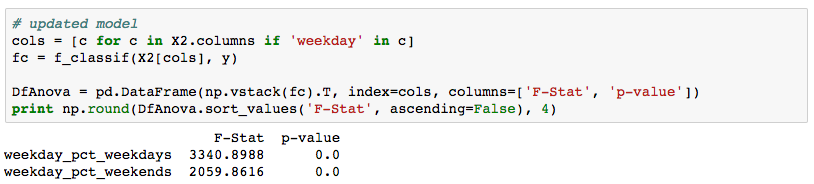 # updated model
cols = [c for c in X2.columns if 'weekday' in c]
fc = f_classif(X2[cols], y)
DfAnova = pd.DataFrame(np.vstack(fc).T, index=cols, columns=['F-Stat', 'p-value'])
print np.round(DfAnova.sort_values('F-Stat', ascending=False), 4)
F-Stat p-value
weekday_pct_weekdays 3340.8988 0.0
weekday_pct_weekends 2059.8616 0.0